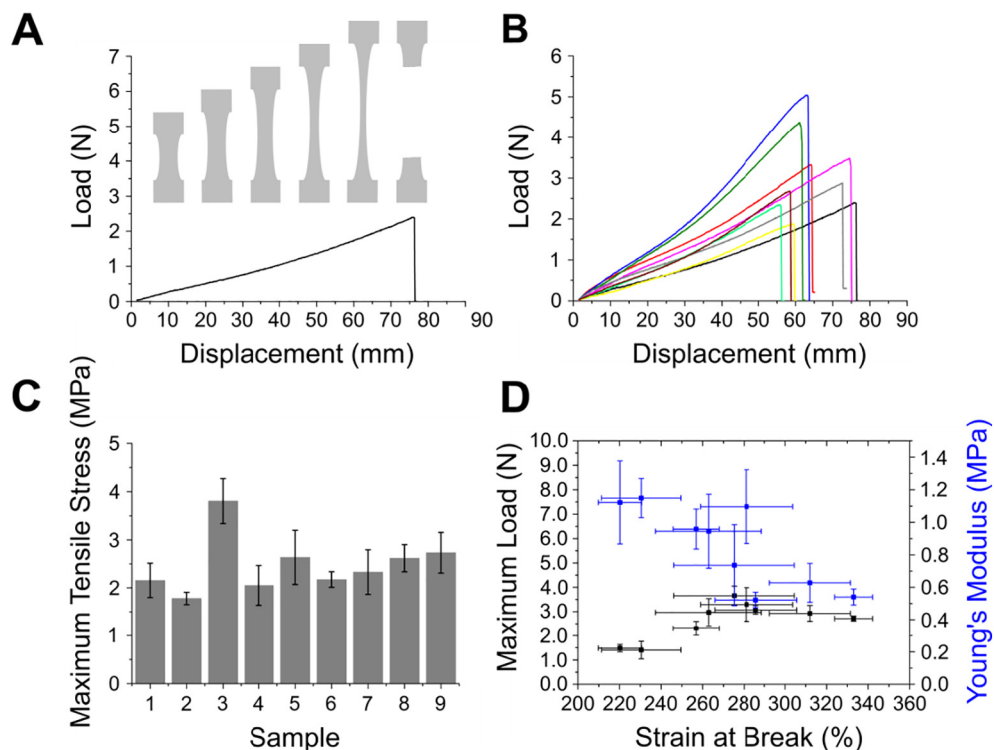 A
Load (N)
7
6
5
4
3
2
1
0
0 10 20 30 40 50 60 70 80 90
Displacement (mm)
B
Load (N)
6
5
4
3
2
1
0
0 10 20 30 40 50 60 70 80 90
Displacement (mm)
C
Maximum Tensile Stress (MPa)
5
4
3
2
1
0
1 2 3 4 5 6 7 8 9
Sample
D
Maximum Load (N)
10.0
9.0
8.0
7.0
6.0
5.0
4.0
3.0
2.0
1.0
0.0
200 220 240 260 280 300 320 340 360
Strain at Break (%)
1.4
1.2
1.0
0.8
0.6
0.4
0.2
0.0
Young's Modulus (MPa)